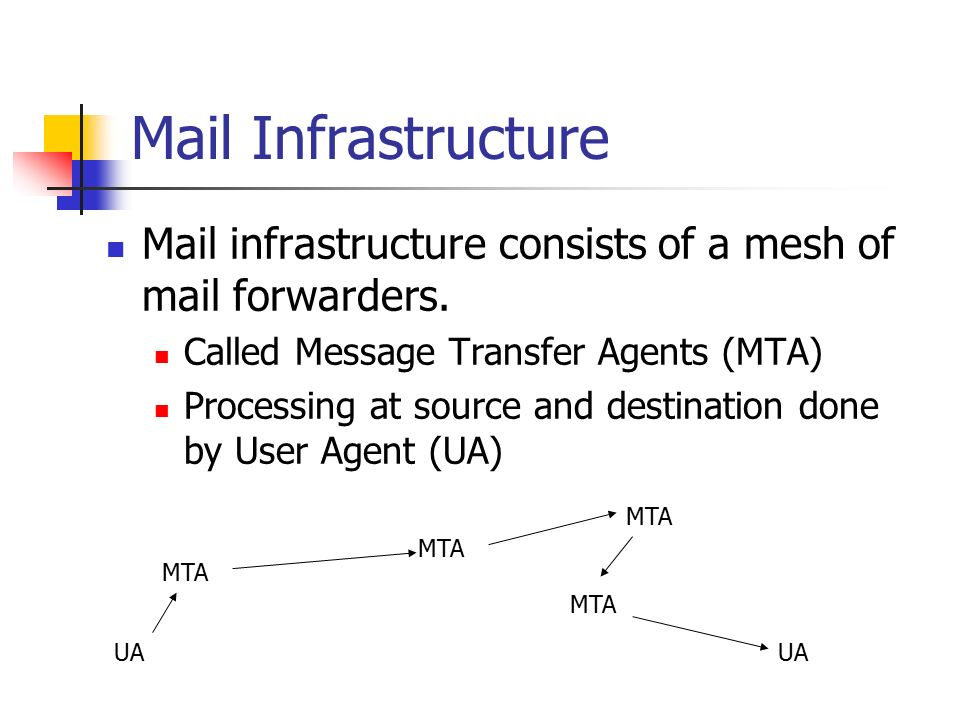 Mail Infrastructure
Mail infrastructure consists of a mesh of
mail forwarders.
Called Message Transfer Agents (MTA)
Processing at source and destination done
by User Agent (UA)
MTA
MTA
MTA
MTA
UA
UA